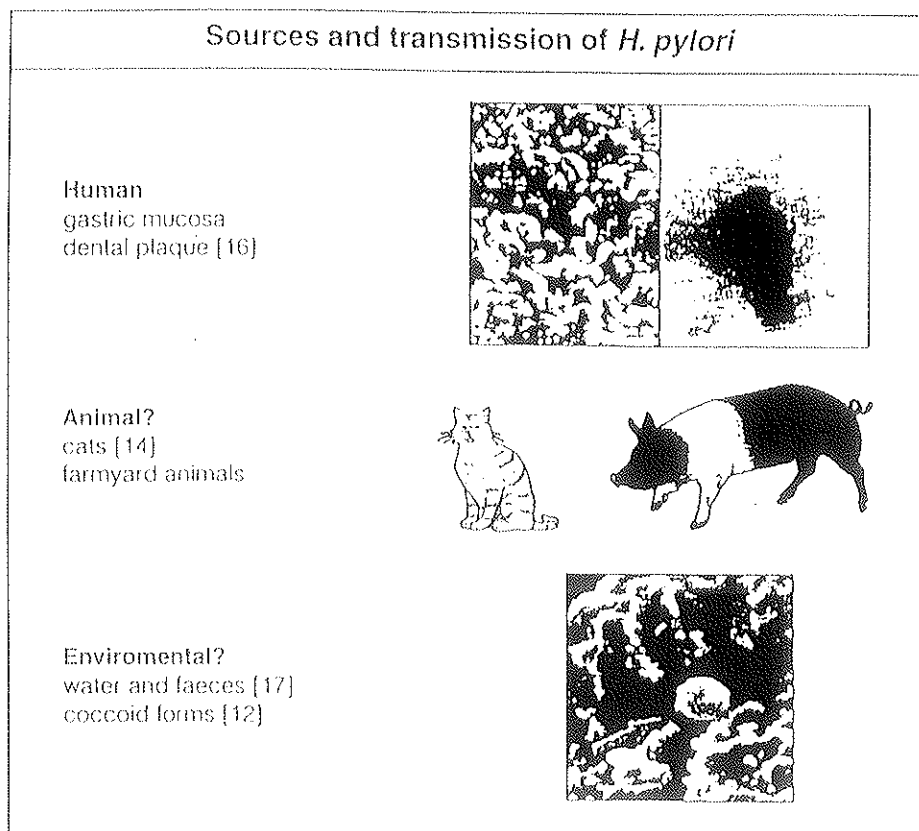 Sources and transmission of H. pylori
Human
gastric mucosa
dental plaque [16]
Animal?
cats [14]
farmyard animals
Enviromental?
water and faeces [17]
coccoid forms [12]